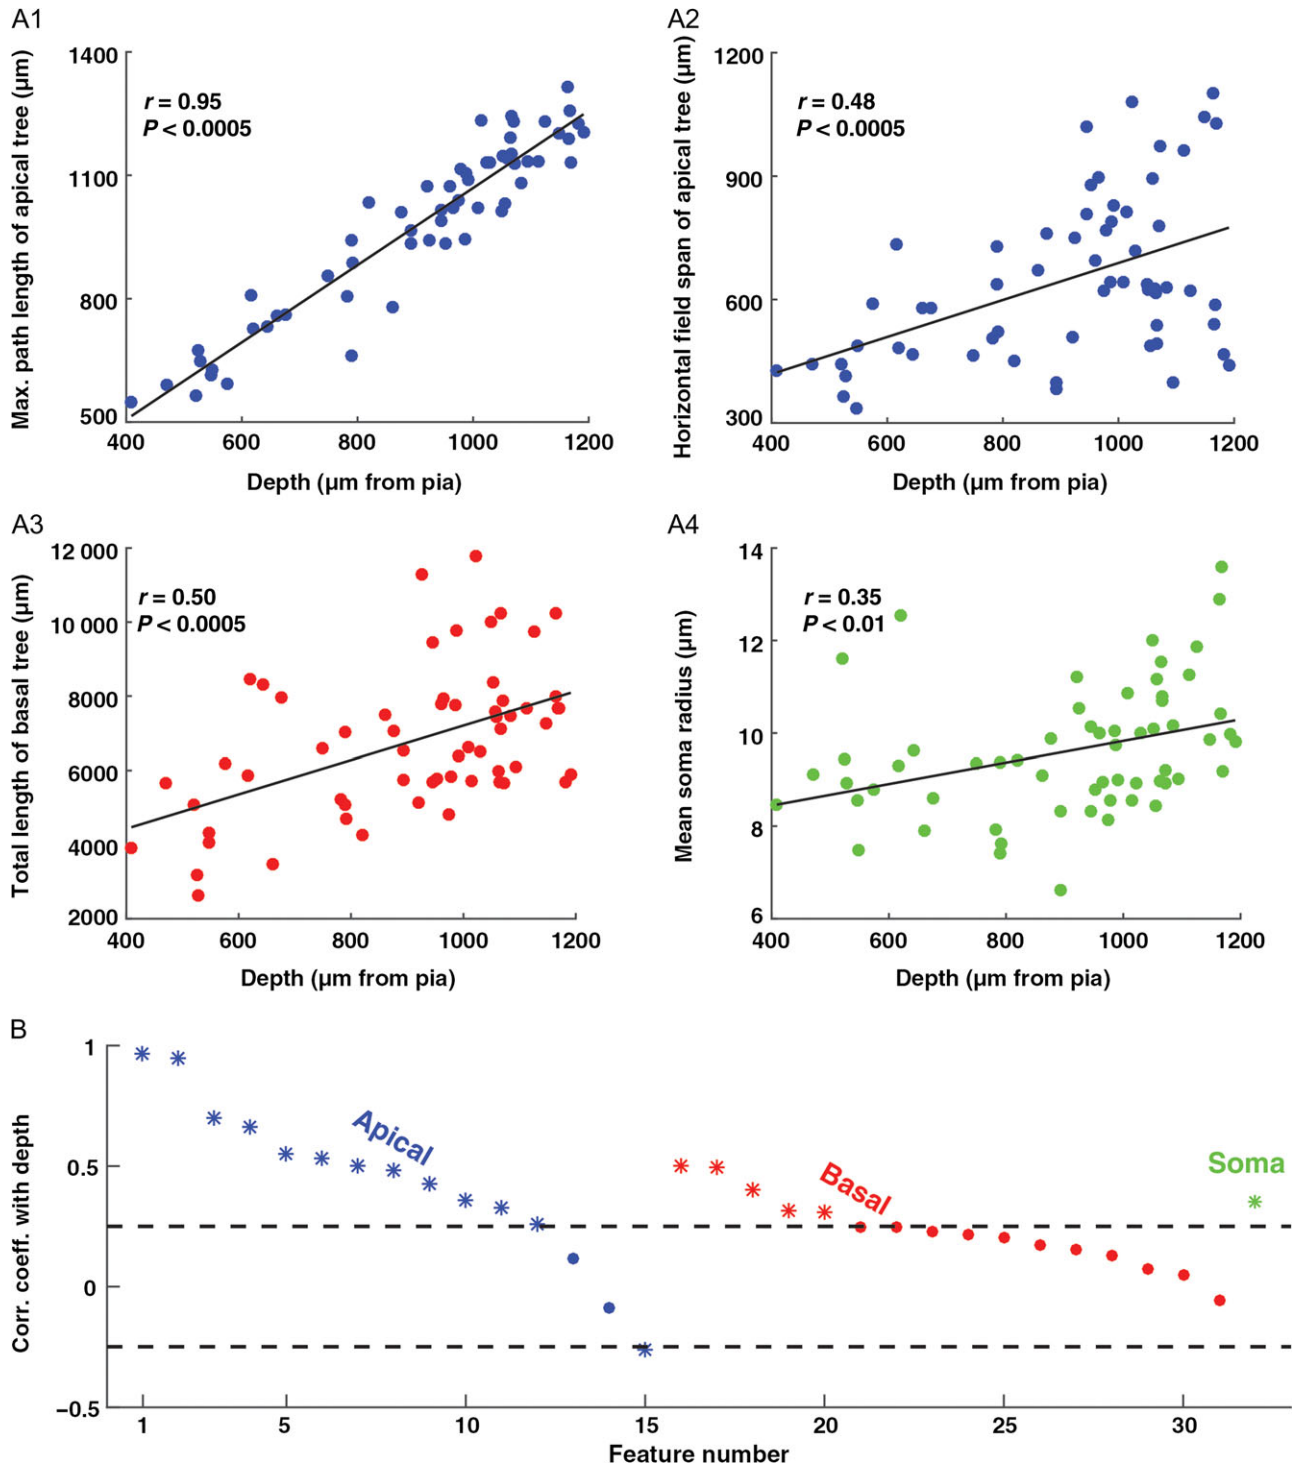 A1
Max. path length of apical tree (µm)
1400
1100
800
500
r = 0.95
P < 0.0005
400 600 800 1000 1200
Depth (µm from pia)
A2
Horizontal field span of apical tree (µm)
1200
900
600
300
r = 0.48
P < 0.0005
400 600 800 1000 1200
Depth (µm from pia)
A3
Total length of basal tree (µm)
12 000
10 000
8000
6000
4000
2000
r = 0.50
P < 0.0005
400 600 800 1000 1200
Depth (µm from pia)
A4
Mean soma radius (µm)
14
12
10
8
6
r = 0.35
P < 0.01
400 600 800 1000 1200
Depth (µm from pia)
B
Corr. coeff. with depth
1
0.5
0
−0.5
Apical
Basal
Soma
1 5 10 15 20 25 30
Feature number